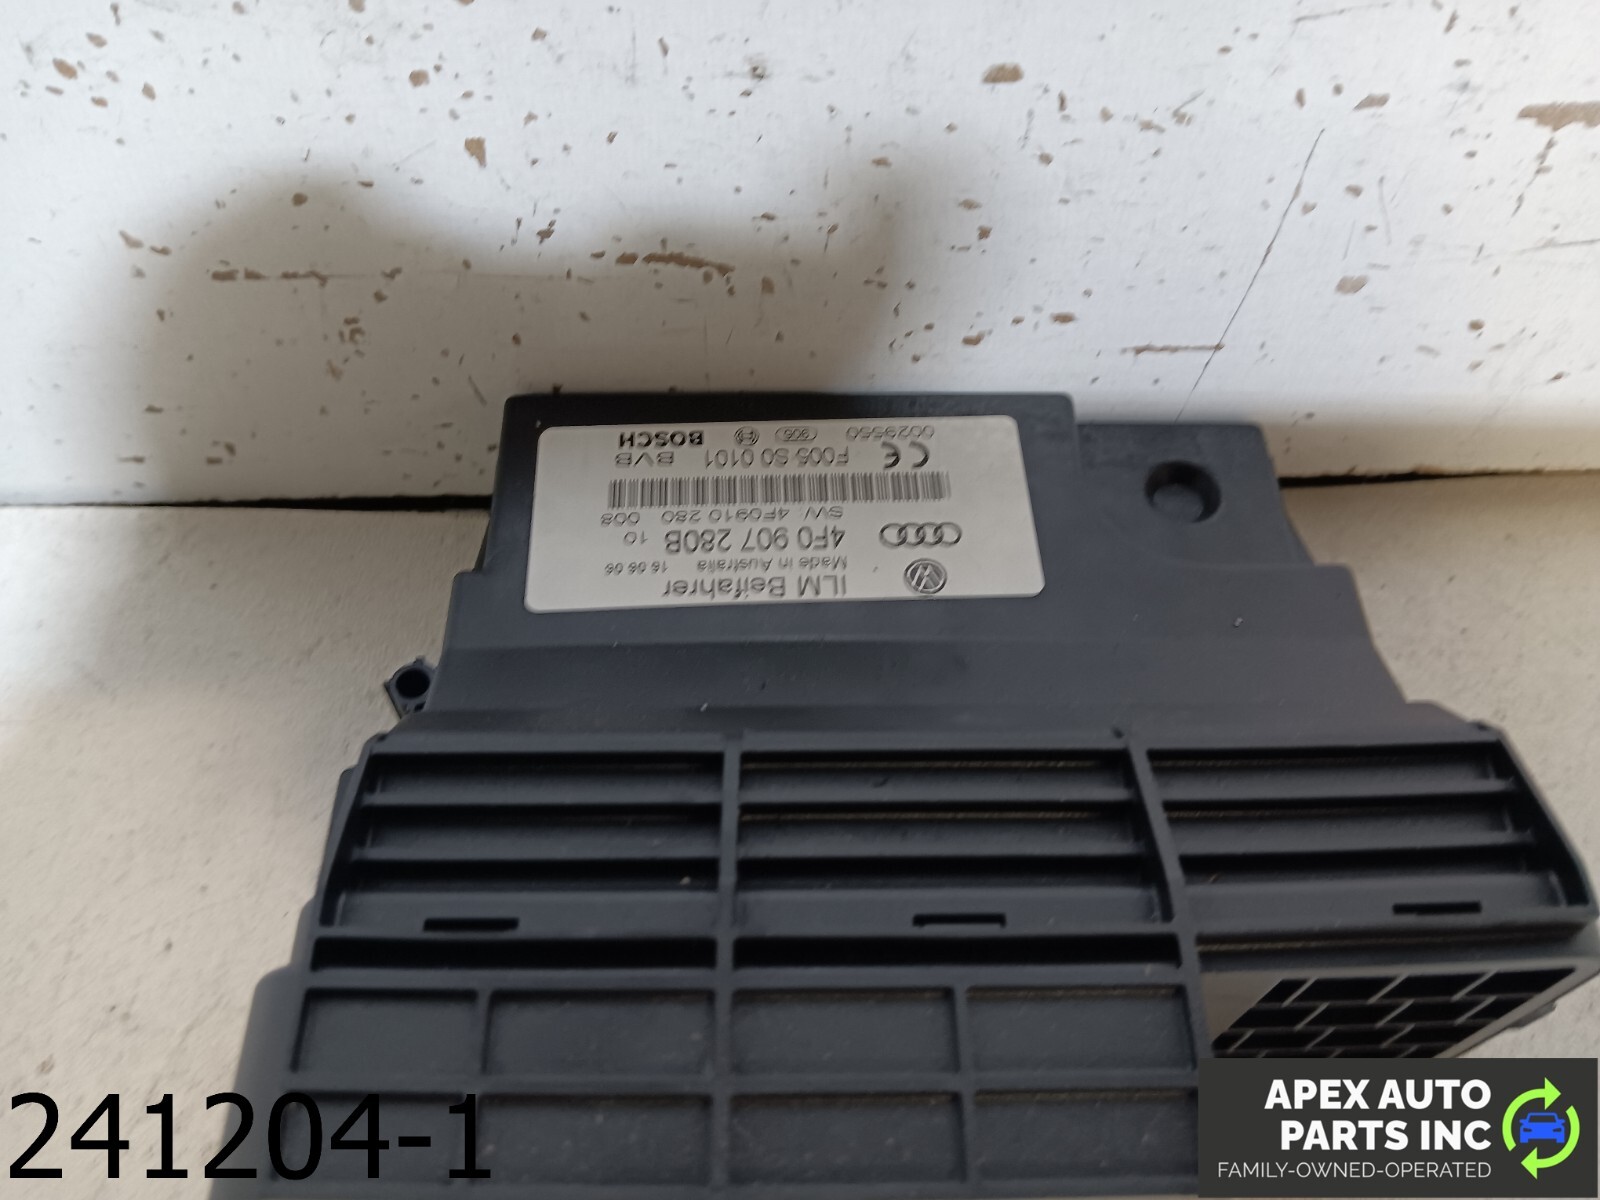 ILM Beifahrer
Made in Australia 16.06.06
4F0 907 280B 10
SW: 4F0910 280 008
F005 S0 0101 BVB
0029550 BOSCH
241204-1
APEX AUTO
PARTS INC
FAMILY-OWNED-OPERATED